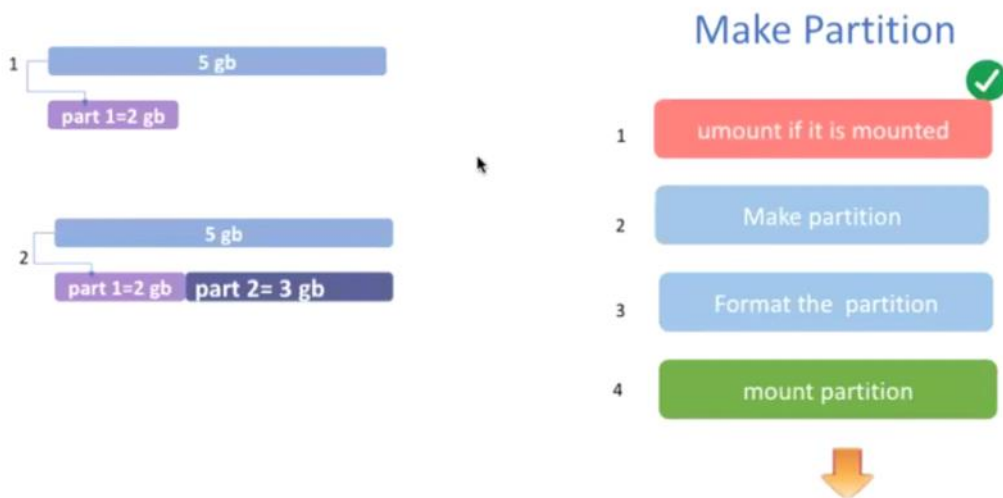 1
5 gb
part 1=2 gb
2
5 gb
part 1=2 gb
part 2= 3 gb
Make Partition
1
umount if it is mounted
2
Make partition
3
Format the partition
4
mount partition